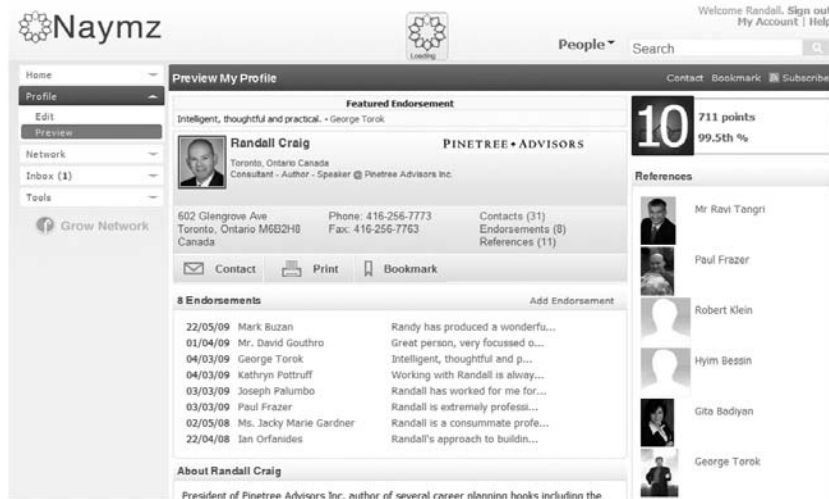 Naymz
Loading
Welcome Randall. Sign out
My Account | Help
People
Search
Home
Profile
Edit
Preview
Network
Inbox (1)
Tools
Grow Network
Preview My Profile
Contact Bookmark Subscribe
Featured Endorsement
Intelligent, thoughtful and practical. - George Torok
Randall Craig
Toronto, Ontario Canada
Consultant - Author - Speaker @ Pinetree Advisors Inc.
PINETREE ADVISORS
602 Glengrove Ave
Toronto, Ontario M6B2H8
Canada
Phone: 416-256-7773
Fax: 416-256-7763
Contacts (31)
Endorsements (8)
References (11)
Contact Print Bookmark
8 Endorsements Add Endorsement
22/05/09 Mark Buzan Randy has produced a wonderfu...
01/04/09 Mr. David Gouthro Great person, very focussed o...
04/03/09 George Torok Intelligent, thoughtful and p...
04/03/09 Kathryn Pottruff Working with Randall is alway...
03/03/09 Joseph Palumbo Randall has worked for me for...
03/03/09 Paul Frazer Randall is extremely professi...
02/05/08 Ms. Jacky Marie Gardner Randall is a consummate profe...
22/04/08 Ian Orfanides Randall's approach to buildin...
About Randall Craig
President of Pinetree Advisors Inc. author of several career planning books including the
10
711 points
99.5th %
References
Mr Ravi Tangri
Paul Frazer
Robert Klein
Hyim Bessin
Gita Badiyan
George Torok